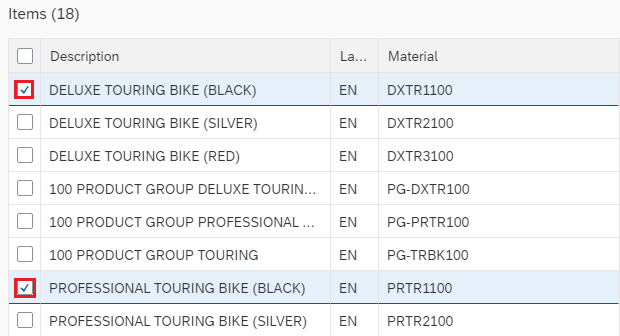 Items (18)
Description La... Material
DELUXE TOURING BIKE (BLACK) EN DXTR1100
DELUXE TOURING BIKE (SILVER) EN DXTR2100
DELUXE TOURING BIKE (RED) EN DXTR3100
100 PRODUCT GROUP DELUXE TOURIN... EN PG-DXTR100
100 PRODUCT GROUP PROFESSIONAL ... EN PG-PRTR100
100 PRODUCT GROUP TOURING EN PG-TRBK100
PROFESSIONAL TOURING BIKE (BLACK) EN PRTR1100
PROFESSIONAL TOURING BIKE (SILVER) EN PRTR2100